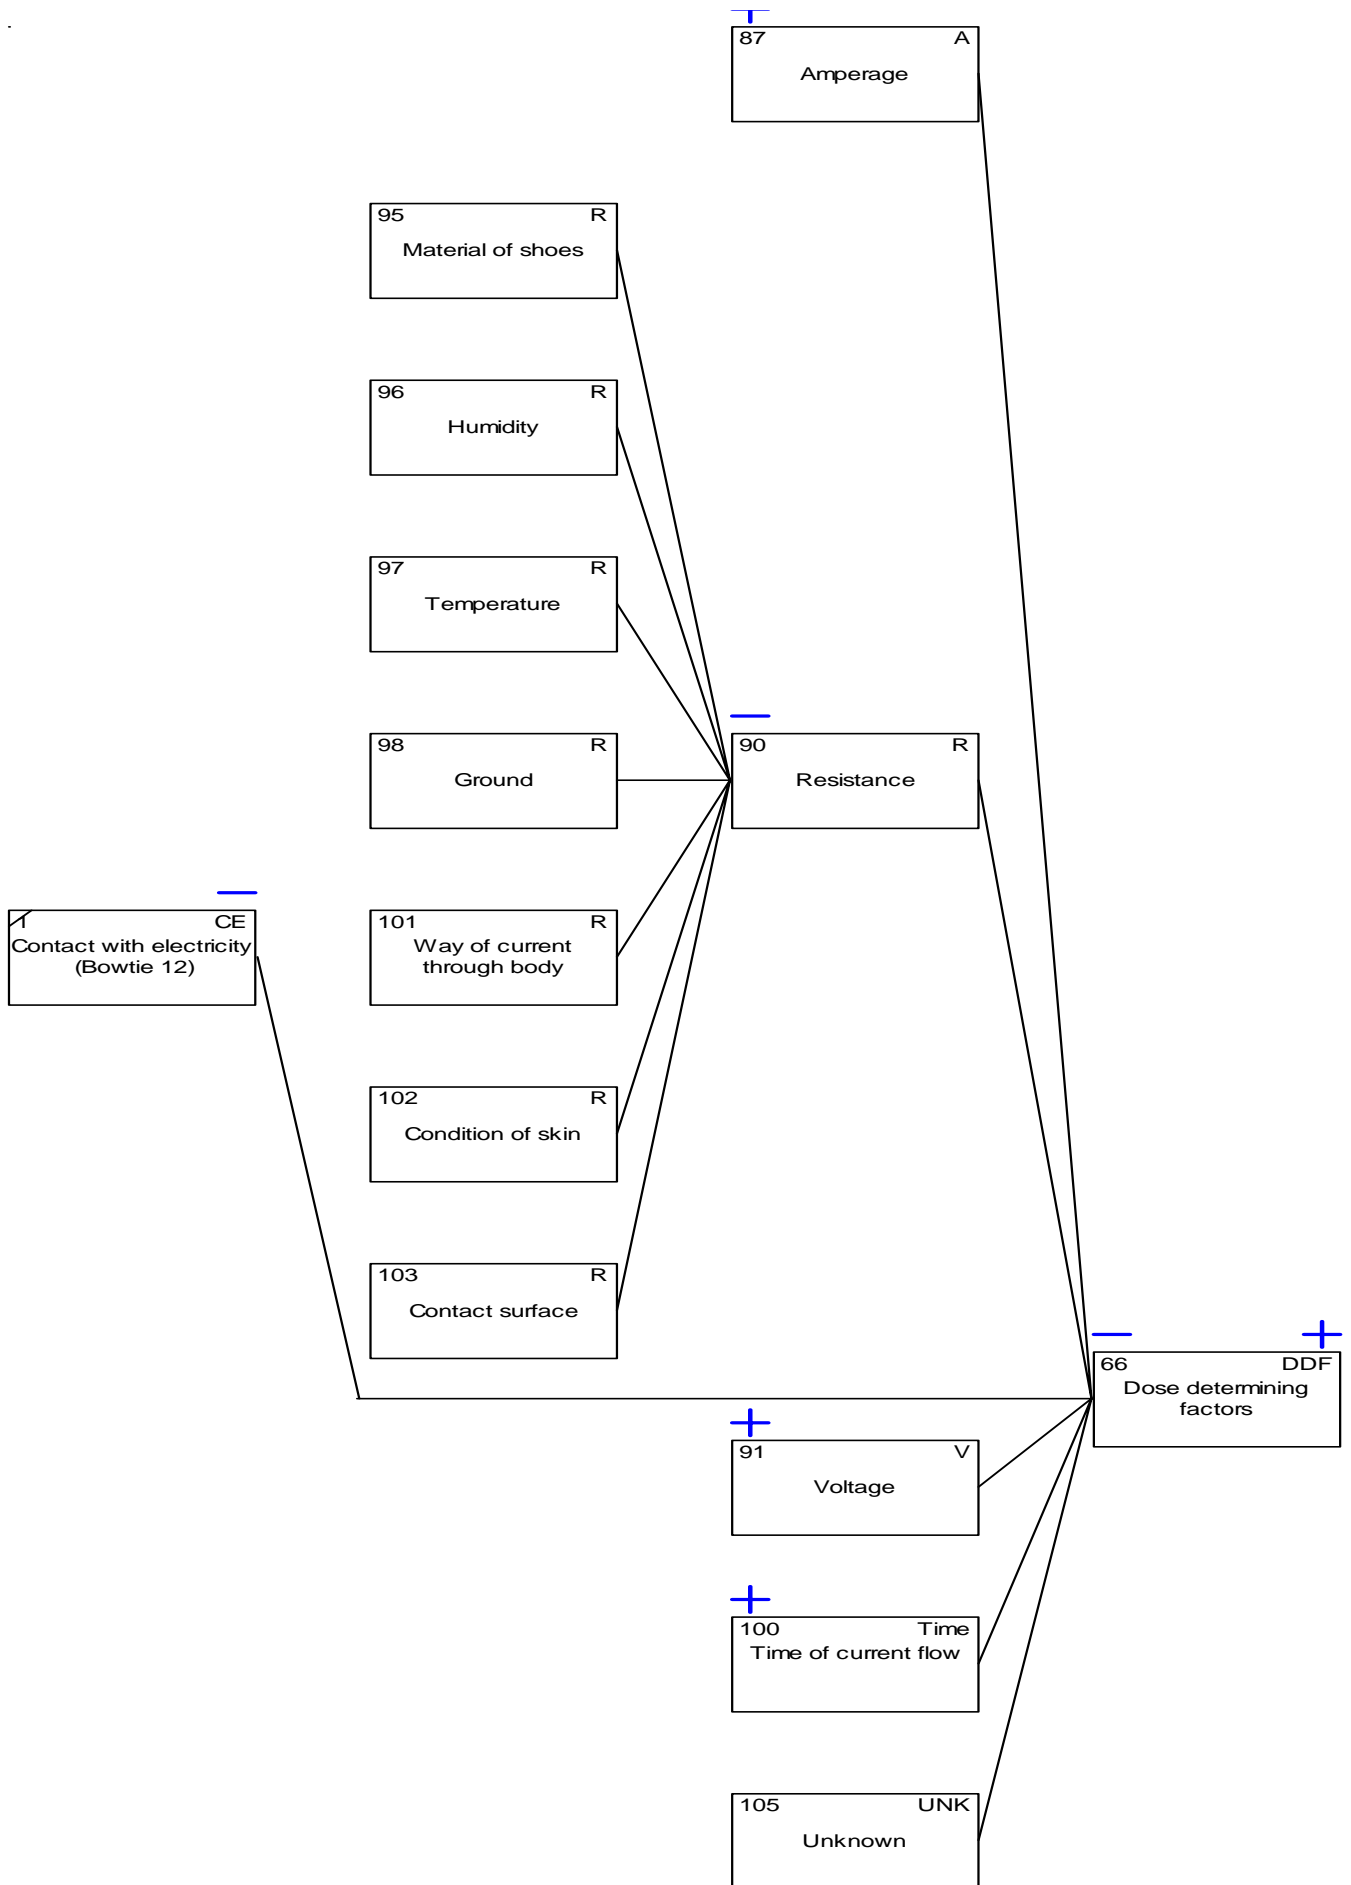 87 A
Amperage
95 R
Material of shoes
96 R
Humidity
97 R
Temperature
98 R
Ground
90 R
Resistance
1 CE
Contact with electricity
(Bowtie 12)
101 R
Way of current
through body
102 R
Condition of skin
103 R
Contact surface
66 DDF
Dose determining
factors
91 V
Voltage
100 Time
Time of current flow
105 UNK
Unknown